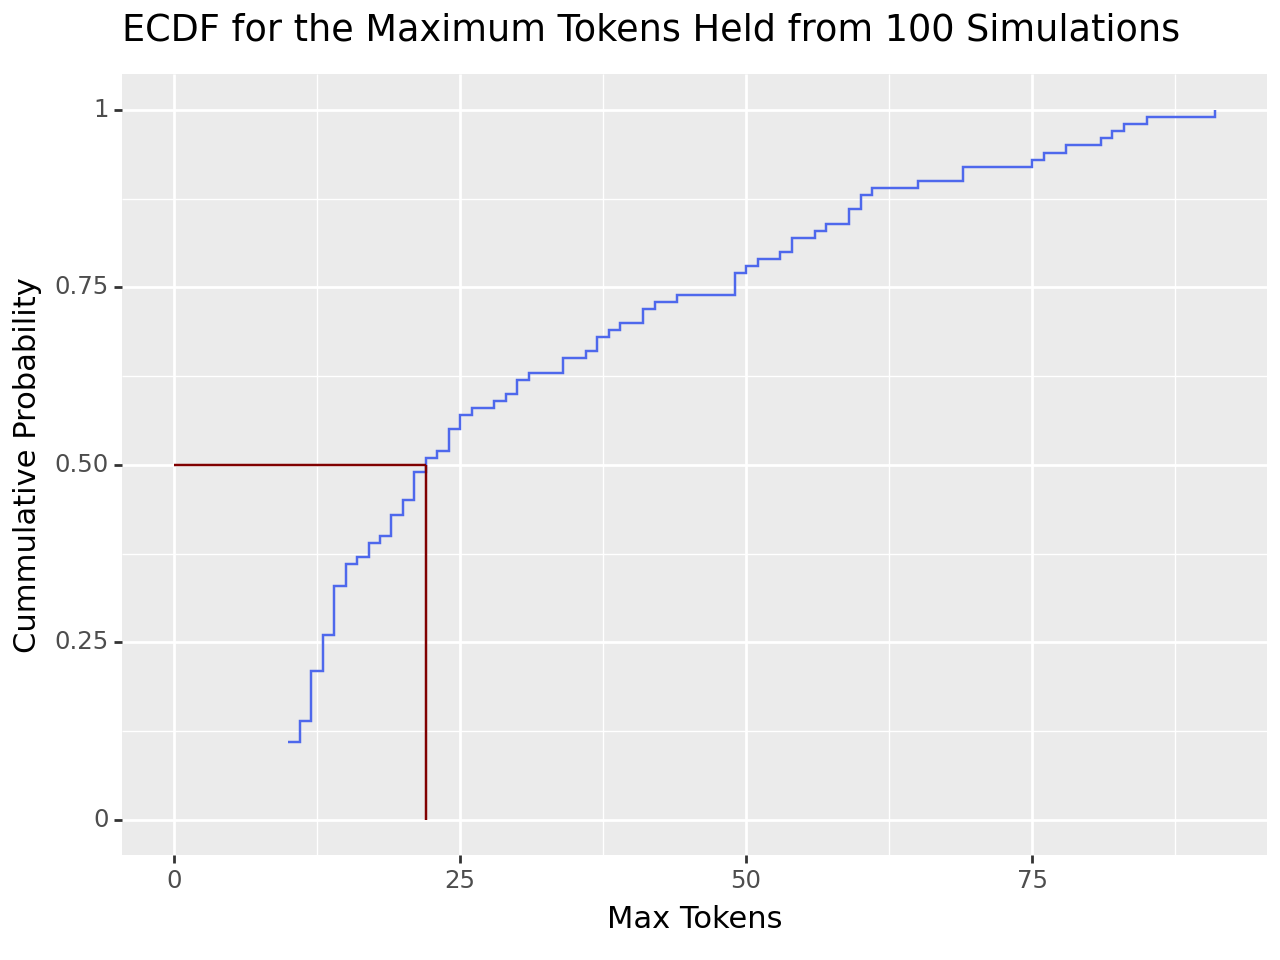 ECDF for the Maximum Tokens Held from 100 Simulations
Cummulative Probability
1
0.75
0.50
0.25
0
0 25 50 75
Max Tokens